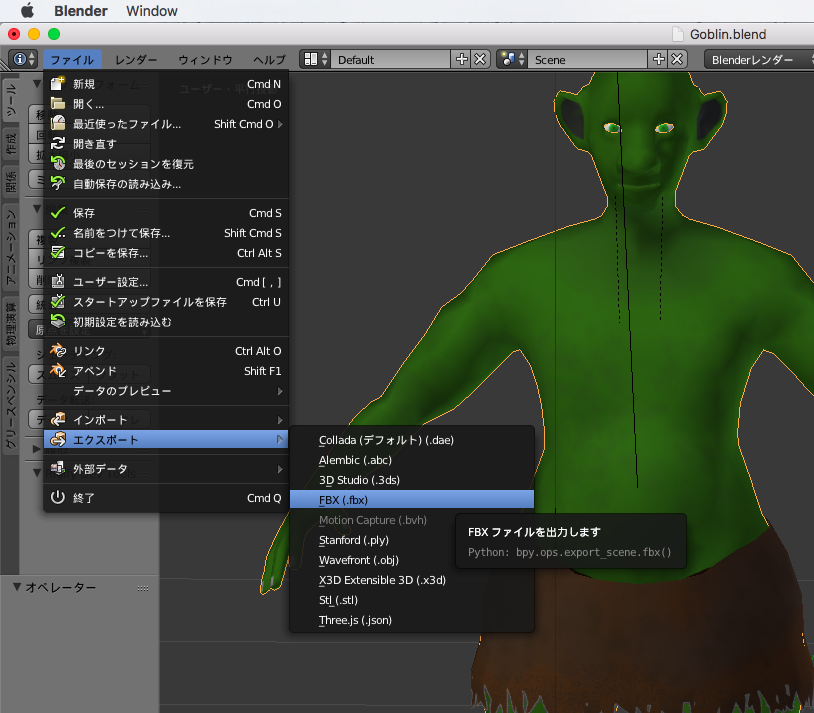 Blender Window
Goblin.blend
ファイル レンダー ウィンドウ ヘルプ Default Scene Blenderレンダー
新規 Cmd N
開く... Cmd O
最近使ったファイル... Shift Cmd O
開き直す
最後のセッションを復元
自動保存の読み込み...
保存 Cmd S
名前をつけて保存... Shift Cmd S
コピーを保存... Ctrl Alt S
ユーザー設定... Cmd [ , ]
スタートアップファイルを保存 Ctrl U
初期設定を読み込む
リンク Ctrl Alt O
アペンド Shift F1
データのプレビュー
インポート
エクスポート
外部データ
終了 Cmd Q
Collada (デフォルト) (.dae)
Alembic (.abc)
3D Studio (.3ds)
FBX (.fbx)
Motion Capture (.bvh)
Stanford (.ply)
Wavefront (.obj)
X3D Extensible 3D (.x3d)
Stl (.stl)
Three.js (.json)
FBX ファイルを出力します
Python: bpy.ops.export_scene.fbx()
ツール
作成
関係
アニメーション
物理演算
グリースペンシル
オペレーター